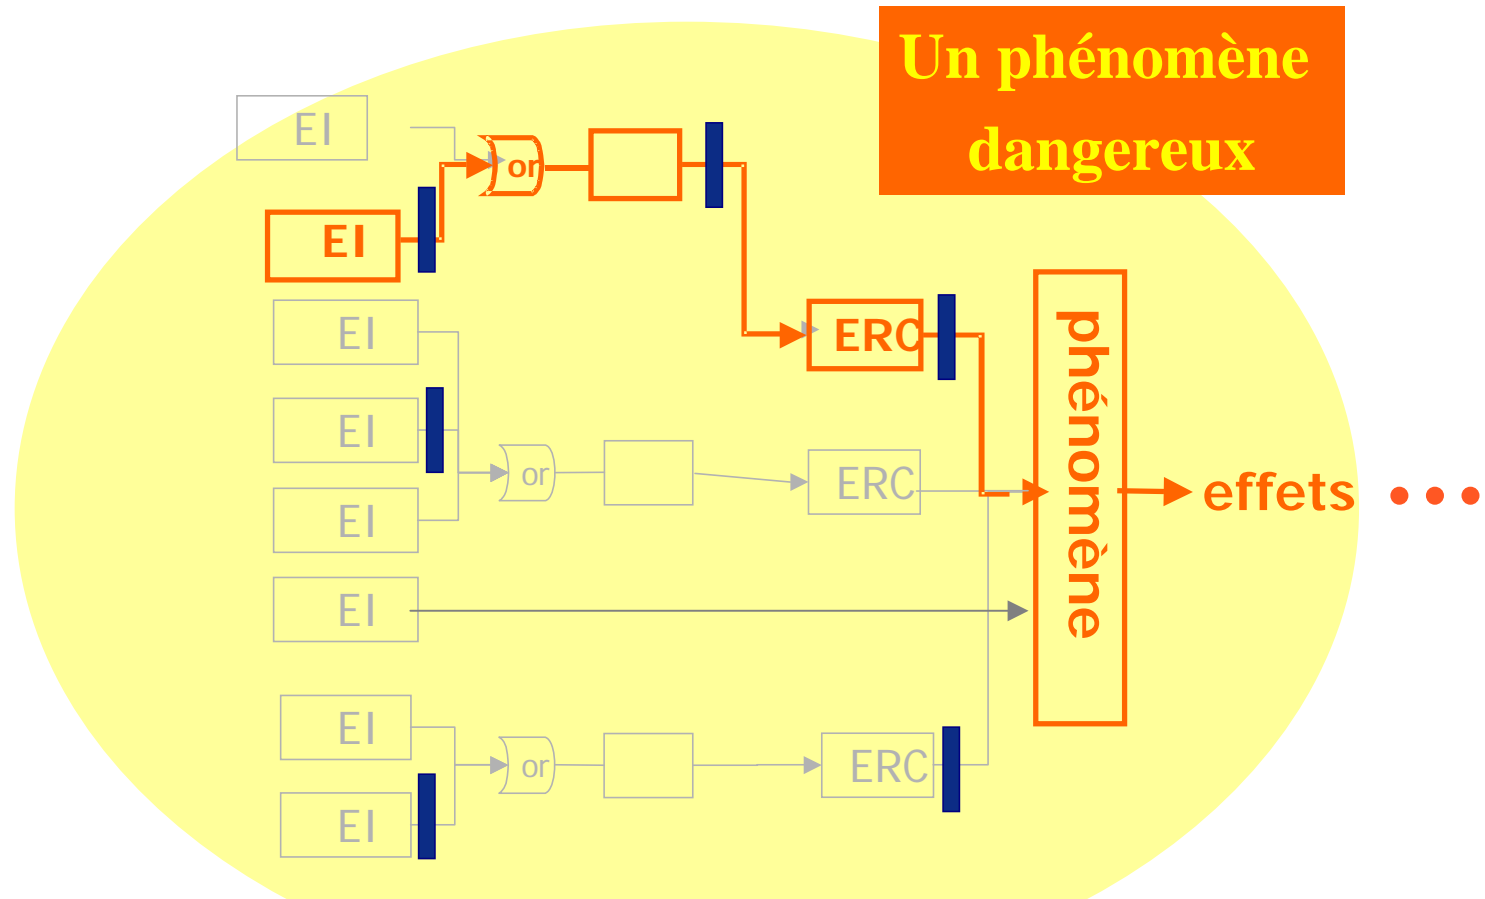 Un phénomène
dangereux
EI
or
EI
EI
ERC
phénomène
EI
or
ERC
effets
EI
EI
EI
or
ERC
EI